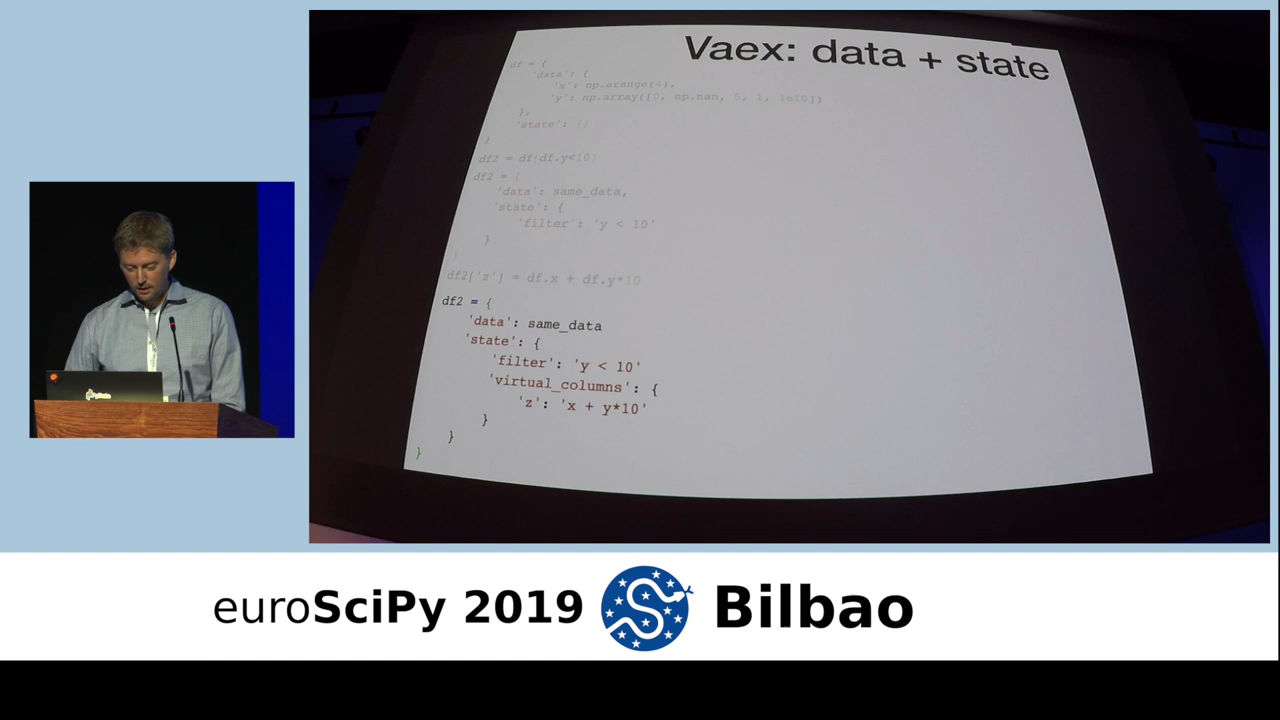 Vaex: data + state
df = {
'data': {
'x': np.arange(4),
'y': np.array([0, np.nan, 5, 1, 1e10])
},
'state': {}
}
df2 = df[df.y<10]
df2 = {
'data': same_data,
'state': {
'filter': 'y < 10'
}
}
df2['z'] = df.x + df.y*10
df2 = {
'data': same_data
'state': {
'filter': 'y < 10'
'virtual_columns': {
'z': 'x + y*10'
}
}
}
euroSciPy 2019 Bilbao